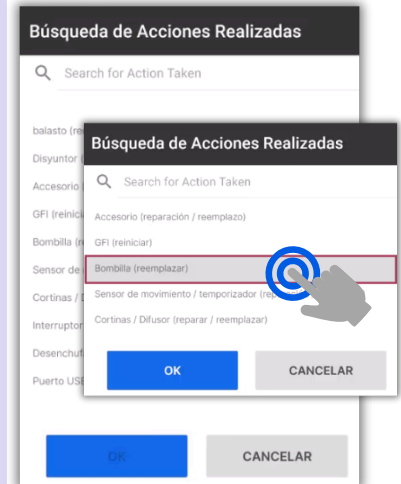 Búsqueda de Acciones Realizadas
Search for Action Taken
balasto
Disyuntor
Accesorio
GFI
Bombilla
Sensor de
Cortinas /
Interruptor
Puerto USB
OK
CANCELAR
Búsqueda de Acciones Realizadas
Search for Action Taken
Accesorio (reparación / reemplazo)
GFI (reiniciar)
Bombilla (reemplazar)
Sensor de movimiento / temporizador
Cortinas / Difusor (reparar / reemplazar)
OK
CANCELAR